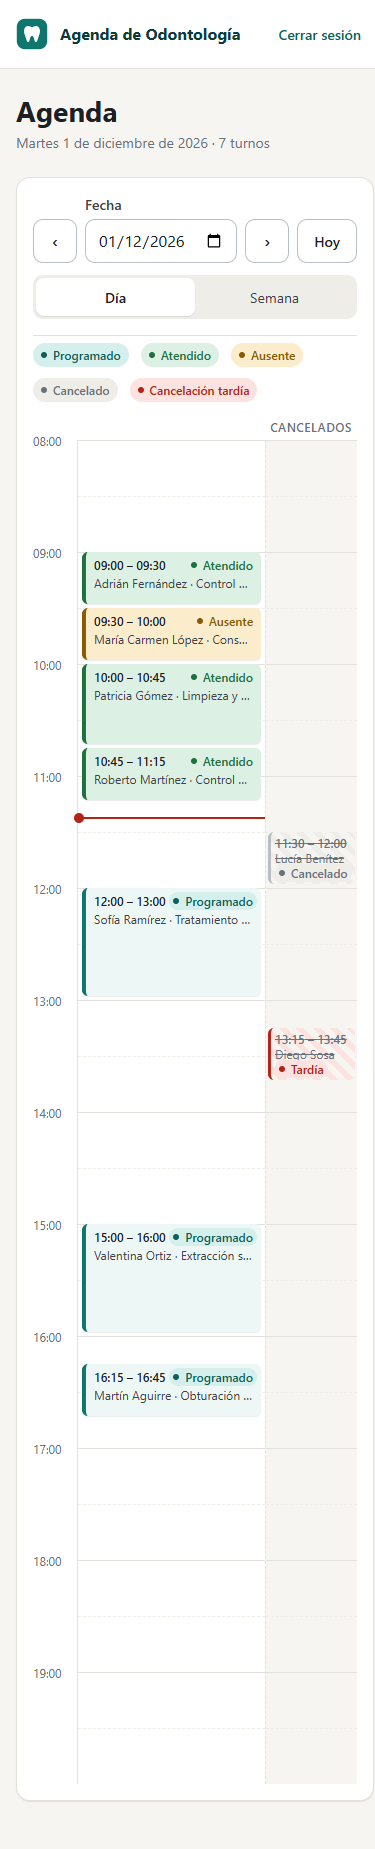 Agenda de Odontología
Cerrar sesión
Agenda
Martes 1 de diciembre de 2026 · 7 turnos
Fecha
‹
01/12/2026
›
Hoy
Día
Semana
Programado
Atendido
Ausente
Cancelado
Cancelación tardía
CANCELADOS
08:00
09:00
09:00 – 09:30 Atendido
Adrián Fernández · Control ...
09:30 – 10:00 Ausente
María Carmen López · Cons...
10:00
10:00 – 10:45 Atendido
Patricia Gómez · Limpieza y ...
10:45 – 11:15 Atendido
Roberto Martínez · Control ...
11:00
11:30 – 12:00
Lucía Benítez
Cancelado
12:00
12:00 – 13:00 Programado
Sofía Ramírez · Tratamiento ...
13:00
13:15 – 13:45
Diego Sosa
Tardía
14:00
15:00
15:00 – 16:00 Programado
Valentina Ortiz · Extracción s...
16:00
16:15 – 16:45 Programado
Martín Aguirre · Obturación ...
17:00
18:00
19:00